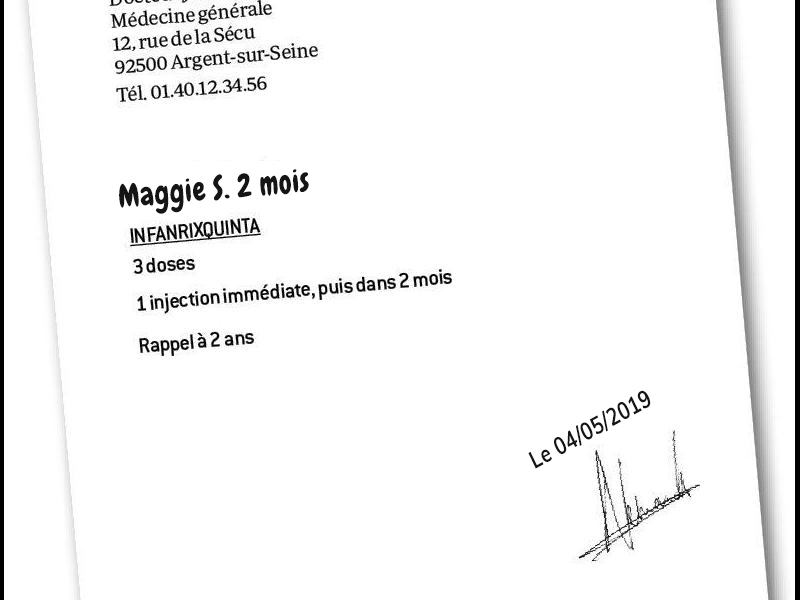 Médecine générale
12, rue de la Sécu
92500 Argent-sur-Seine
Tél. 01.40.12.34.56
Maggie S. 2 mois
INFANRIXQUINTA
3 doses
1 injection immédiate, puis dans 2 mois
Rappel à 2 ans
Le 04/05/2019